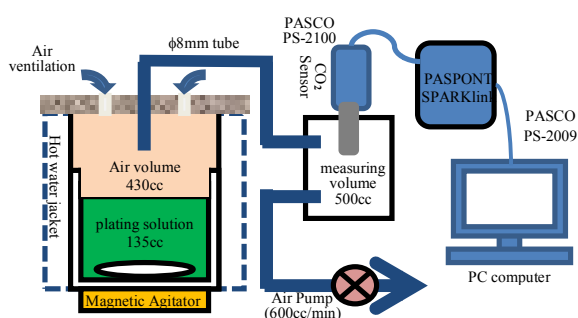 Air
ventilation
ϕ8mm tube
PASCO
PS-2100
CO₂
Sensor
PASPONT
SPARKlink
PASCO
PS-2009
Hot water jacket
Air volume
430cc
measuring
volume
500cc
plating solution
135cc
Magnetic Agitator
Air Pump
(600cc/min)
PC computer